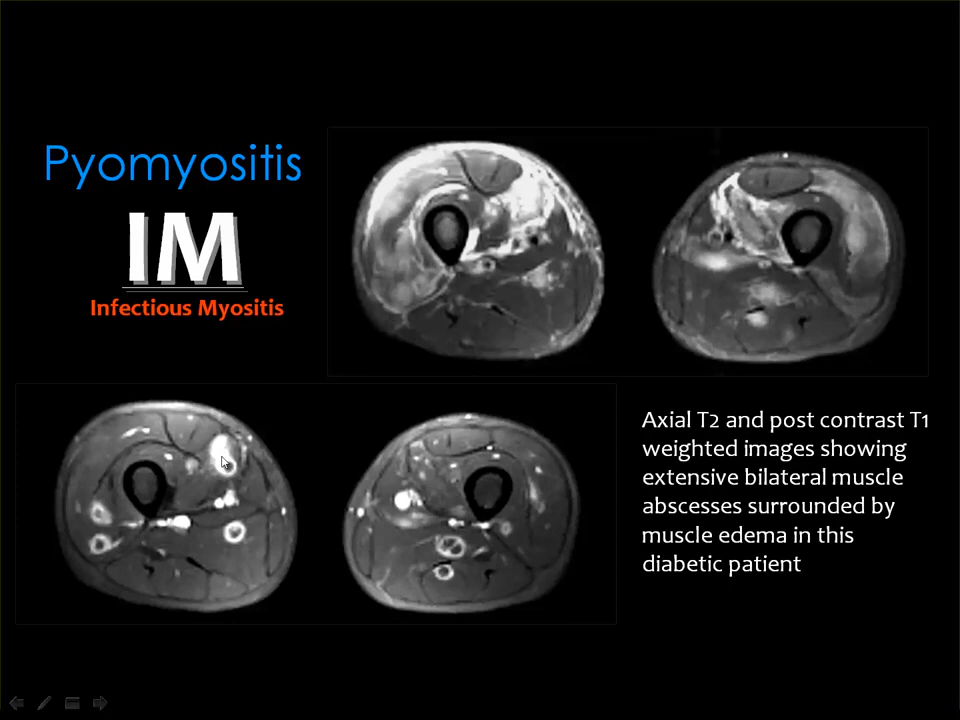 Pyomyositis
IM
Infectious Myositis
Axial T2 and post contrast T1
weighted images showing
extensive bilateral muscle
abscesses surrounded by
muscle edema in this
diabetic patient